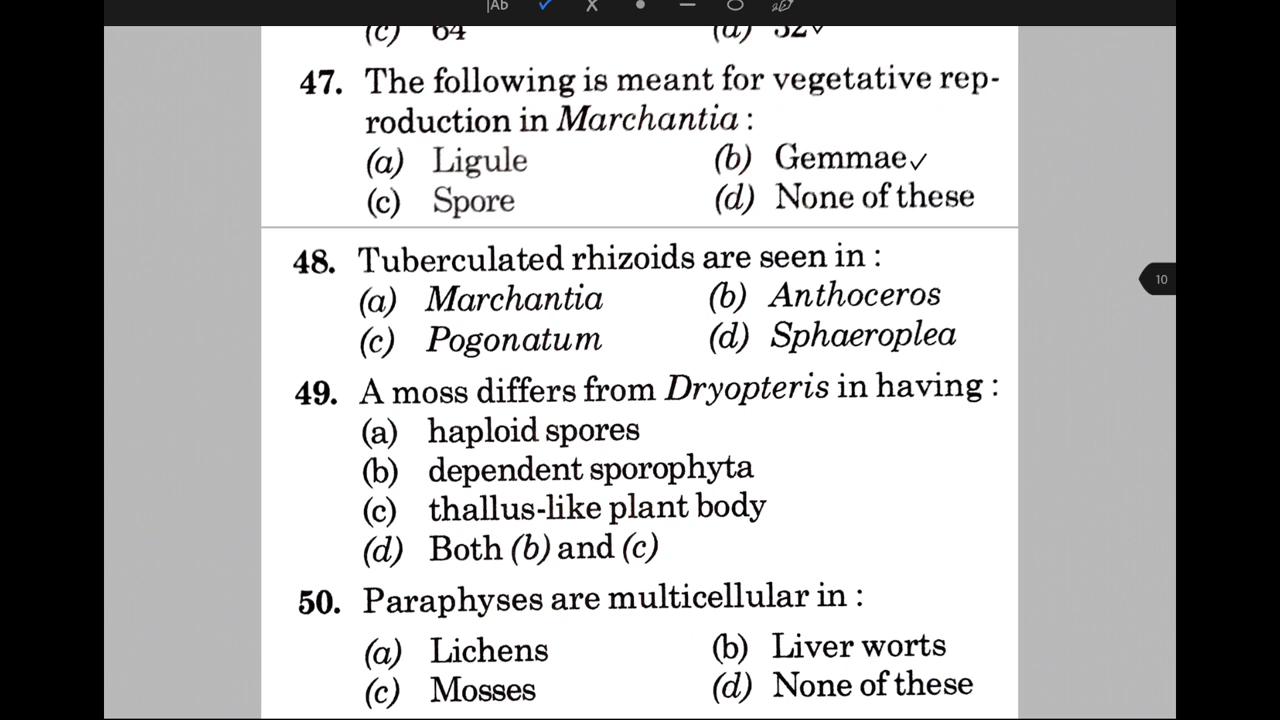 Ab
(c) 64 (d) 32✓
47. The following is meant for vegetative rep-
roduction in Marchantia :
(a) Ligule (b) Gemmae✓
(c) Spore (d) None of these
48. Tuberculated rhizoids are seen in :
(a) Marchantia (b) Anthoceros
(c) Pogonatum (d) Sphaeroplea
10
49. A moss differs from Dryopteris in having :
(a) haploid spores
(b) dependent sporophyta
(c) thallus-like plant body
(d) Both (b) and (c)
50. Paraphyses are multicellular in :
(a) Lichens (b) Liver worts
(c) Mosses (d) None of these